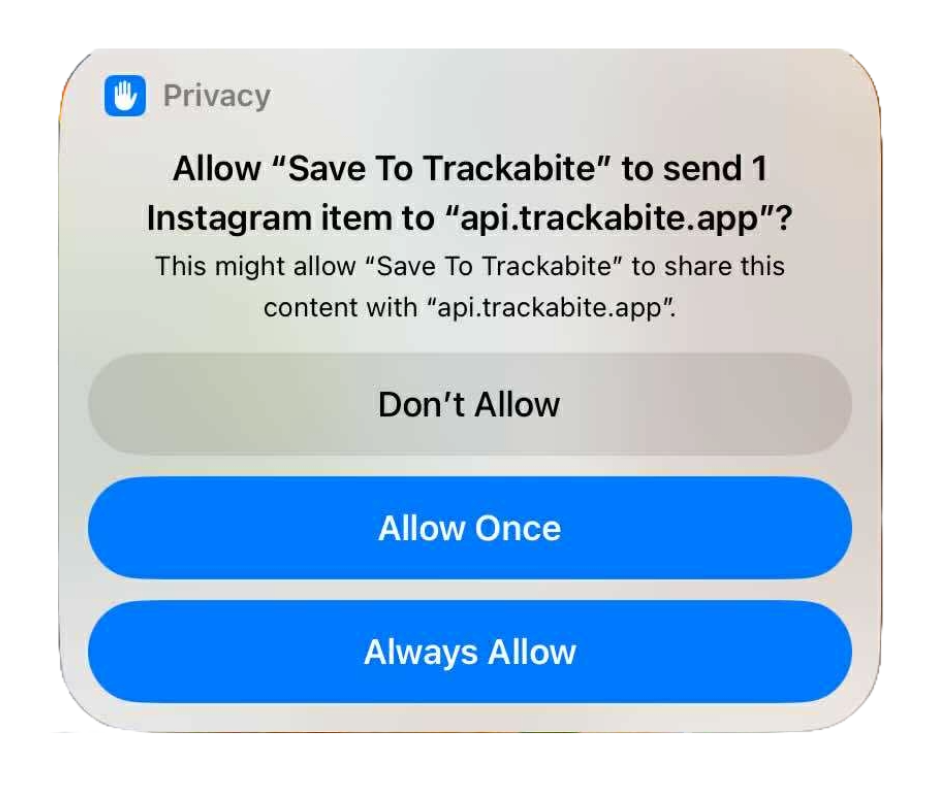 Privacy
Allow “Save To Trackabite” to send 1
Instagram item to “api.trackabite.app”?
This might allow “Save To Trackabite” to share this
content with “api.trackabite.app”.
Don’t Allow
Allow Once
Always Allow